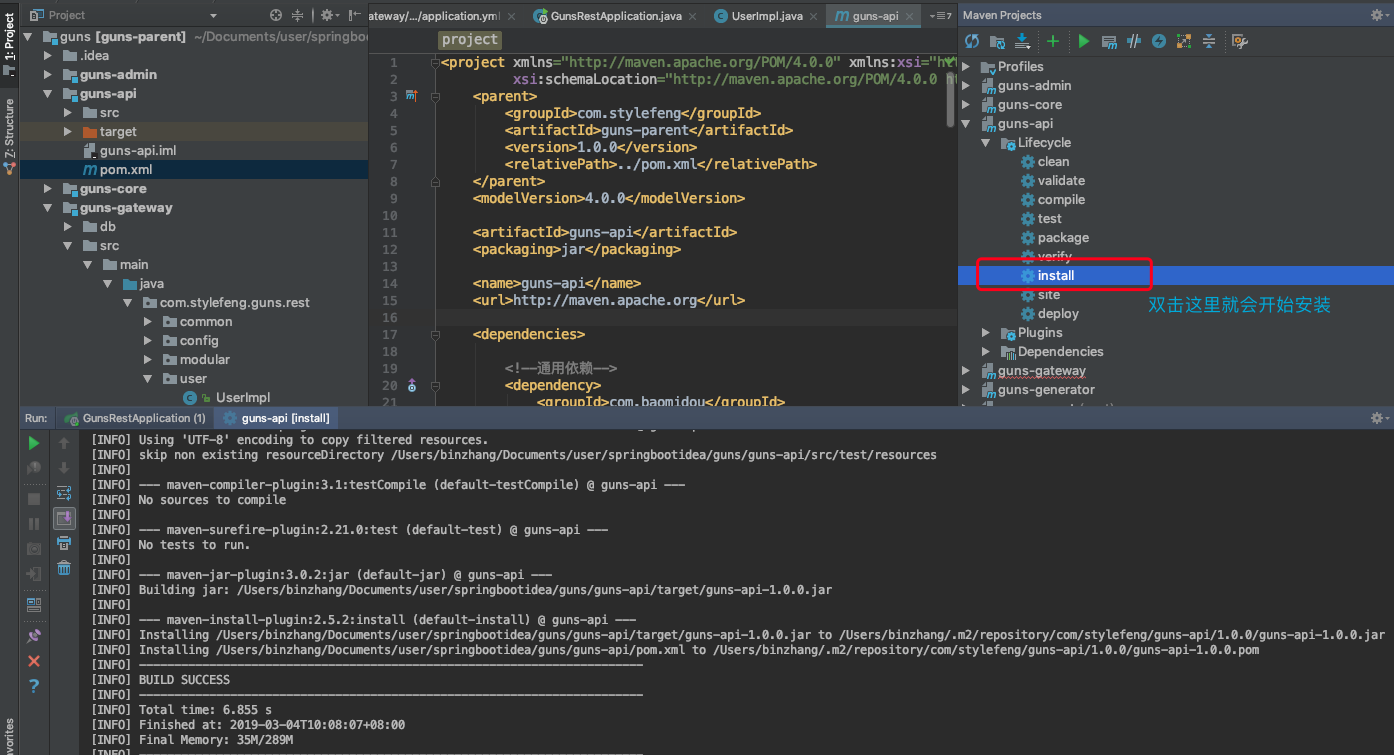 Project
ateway/.../application.yml
GunsRestApplication.java
UserImpl.java
guns-api
7
Maven Projects
1: Project
Z: Structure
avorites
guns [guns-parent] ~/Documents/user/springboo
.idea
guns-admin
guns-api
src
target
guns-api.iml
pom.xml
guns-core
guns-gateway
db
src
main
java
com.stylefeng.guns.rest
common
config
modular
user
UserImpl
project
1 <project xmlns="http://maven.apache.org/POM/4.0.0" xmlns:xsi="ht
2 xsi:schemaLocation="http://maven.apache.org/POM/4.0.0 ht
3 <parent>
4 <groupId>com.stylefeng</groupId>
5 <artifactId>guns-parent</artifactId>
6 <version>1.0.0</version>
7 <relativePath>../pom.xml</relativePath>
8 </parent>
9 <modelVersion>4.0.0</modelVersion>
10
11 <artifactId>guns-api</artifactId>
12 <packaging>jar</packaging>
13
14 <name>guns-api</name>
15 <url>http://maven.apache.org</url>
16
17 <dependencies>
18
19 <!--通用依赖-->
20 <dependency>
21 <groupId>com.baomidou</groupId>
Profiles
guns-admin
guns-core
guns-api
Lifecycle
clean
validate
compile
test
package
verify
install
site
双击这里就会开始安装
deploy
Plugins
Dependencies
guns-gateway
guns-generator
Run: GunsRestApplication (1) guns-api [install]
[INFO] Using 'UTF-8' encoding to copy filtered resources.
[INFO] skip non existing resourceDirectory /Users/binzhang/Documents/user/springbootidea/guns/guns-api/src/test/resources
[INFO]
[INFO] --- maven-compiler-plugin:3.1:testCompile (default-testCompile) @ guns-api ---
[INFO] No sources to compile
[INFO]
[INFO] --- maven-surefire-plugin:2.21.0:test (default-test) @ guns-api ---
[INFO] No tests to run.
[INFO]
[INFO] --- maven-jar-plugin:3.0.2:jar (default-jar) @ guns-api ---
[INFO] Building jar: /Users/binzhang/Documents/user/springbootidea/guns/guns-api/target/guns-api-1.0.0.jar
[INFO]
[INFO] --- maven-install-plugin:2.5.2:install (default-install) @ guns-api ---
[INFO] Installing /Users/binzhang/Documents/user/springbootidea/guns/guns-api/target/guns-api-1.0.0.jar to /Users/binzhang/.m2/repository/com/stylefeng/guns-api/1.0.0/guns-api-1.0.0.jar
[INFO] Installing /Users/binzhang/Documents/user/springbootidea/guns/guns-api/pom.xml to /Users/binzhang/.m2/repository/com/stylefeng/guns-api/1.0.0/guns-api-1.0.0.pom
[INFO] ------------------------------------------------------------------------
[INFO] BUILD SUCCESS
[INFO] ------------------------------------------------------------------------
[INFO] Total time: 6.855 s
[INFO] Finished at: 2019-03-04T10:08:07+08:00
[INFO] Final Memory: 35M/289M
[INFO] ------------------------------------------------------------------------